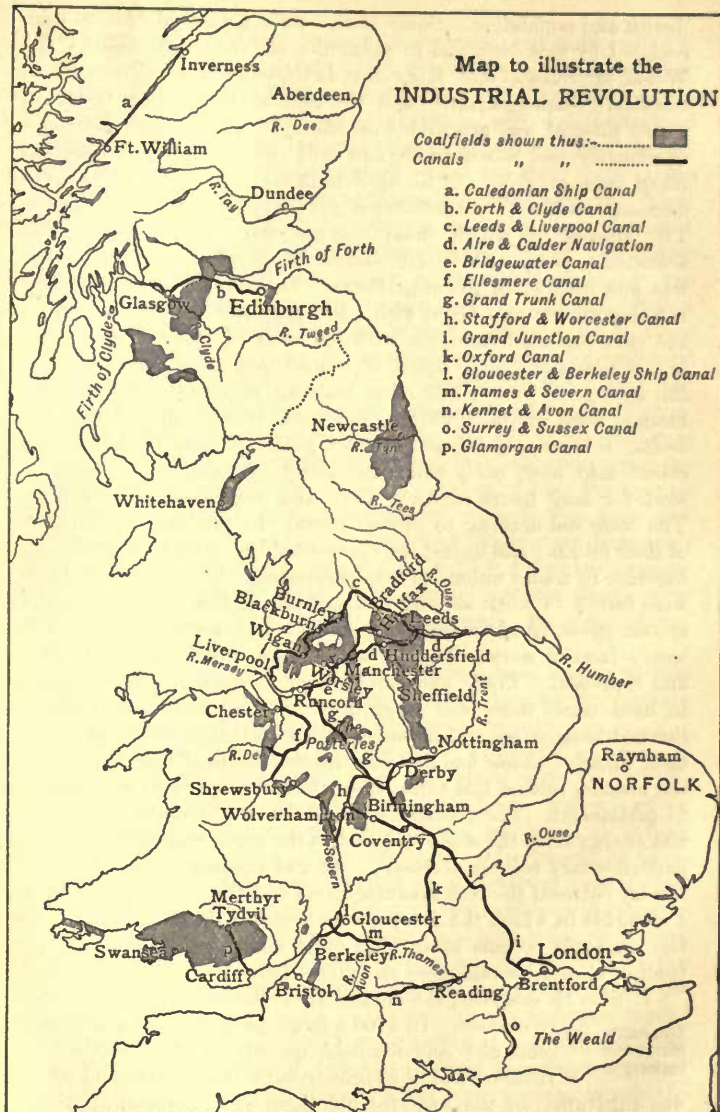 Map to illustrate the
INDUSTRIAL REVOLUTION
Coalfields shown thus:-........
Canals „ „ ........
a. Caledonian Ship Canal
b. Forth & Clyde Canal
c. Leeds & Liverpool Canal
d. Aire & Calder Navigation
e. Bridgewater Canal
f. Ellesmere Canal
g. Grand Trunk Canal
h. Stafford & Worcester Canal
i. Grand Junction Canal
k. Oxford Canal
l. Gloucester & Berkeley Ship Canal
m. Thames & Severn Canal
n. Kennet & Avon Canal
o. Surrey & Sussex Canal
p. Glamorgan Canal
Inverness
a
Aberdeen
R. Dee
Ft. William
R. Tay
Dundee
Firth of Forth
Glasgow
b
Edinburgh
Firth of Clyde
Clyde
R. Tweed
Newcastle
R. Tyne
R. Tees
Whitehaven
Burnley
Blackburn
Wigan
c
Bradford
Halifax
R. Ouse
Leeds
Liverpool
R. Mersey
d
d
Huddersfield
Manchester
Worsley
e
Runcorn
Sheffield
R. Humber
R. Trent
Chester
f
g
The
Potteries
R. Dee
Nottingham
g
Derby
Raynham
NORFOLK
Shrewsbury
h
Birmingham
Wolverhampton
Coventry
R. Severn
R. Ouse
i
k
Merthyr
Tydvil
Gloucester
m
i
Swansea
p
Berkeley
R. Thames
London
Cardiff
R. Avon
Brentford
Bristol
n
Reading
o
The Weald